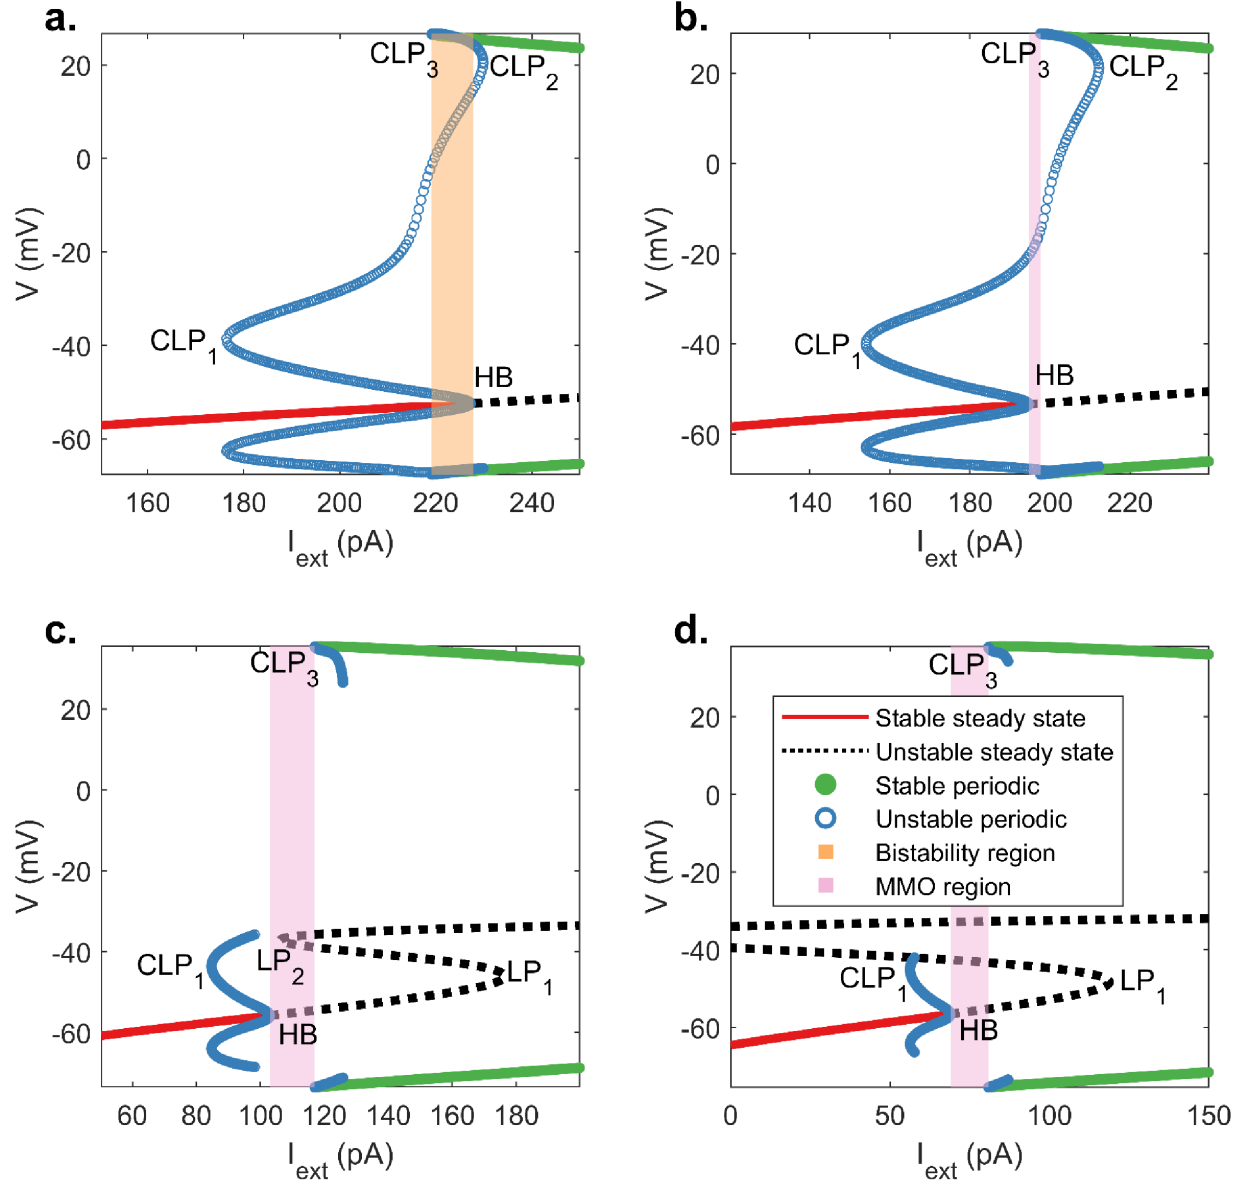 a.
CLP3
CLP2
CLP1
HB
20
0
-20
-40
-60
V (mV)
160
180
200
220
240
Iext (pA)
b.
CLP3
CLP2
CLP1
HB
20
0
-20
-40
-60
V (mV)
140
160
180
200
220
Iext (pA)
c.
CLP3
CLP1
LP2
LP1
HB
20
0
-20
-40
-60
V (mV)
60
80
100
120
140
160
180
Iext (pA)
d.
CLP3
Stable steady state
Unstable steady state
Stable periodic
Unstable periodic
Bistability region
MMO region
CLP1
LP1
HB
20
0
-20
-40
-60
V (mV)
0
50
100
150
Iext (pA)